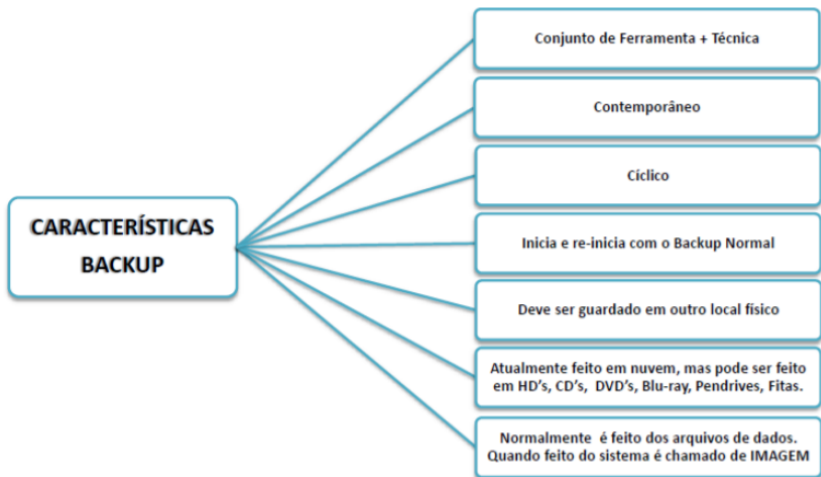 CARACTERÍSTICAS
BACKUP
Conjunto de Ferramenta + Técnica
Contemporâneo
Cíclico
Inicia e re-inicia com o Backup Normal
Deve ser guardado em outro local físico
Atualmente feito em nuvem, mas pode ser feito
em HD's, CD's, DVD's, Blu-ray, Pendrives, Fitas.
Normalmente é feito dos arquivos de dados.
Quando feito do sistema é chamado de IMAGEM